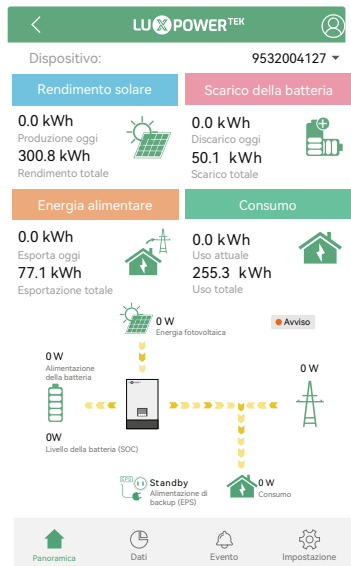 LUXPOWERTEK
Dispositivo: 9532004127
Rendimento solare
Scarico della batteria
0.0 kWh
Produzione oggi
300.8 kWh
Rendimento totale
0.0 kWh
Discarico oggi
50.1 kWh
Scarico totale
Energia alimentare
Consumo
0.0 kWh
Esporta oggi
77.1 kWh
Esportazione totale
0.0 kWh
Uso attuale
255.3 kWh
Uso totale
0 W
Energia fotovoltaica
Avviso
0 W
Alimentazione
della batteria
0 W
0W
Livello della batteria (SOC)
EPS
Standby
Alimentazione di
backup (EPS)
0 W
Consumo
Panoramica
Dati
Evento
Impostazione